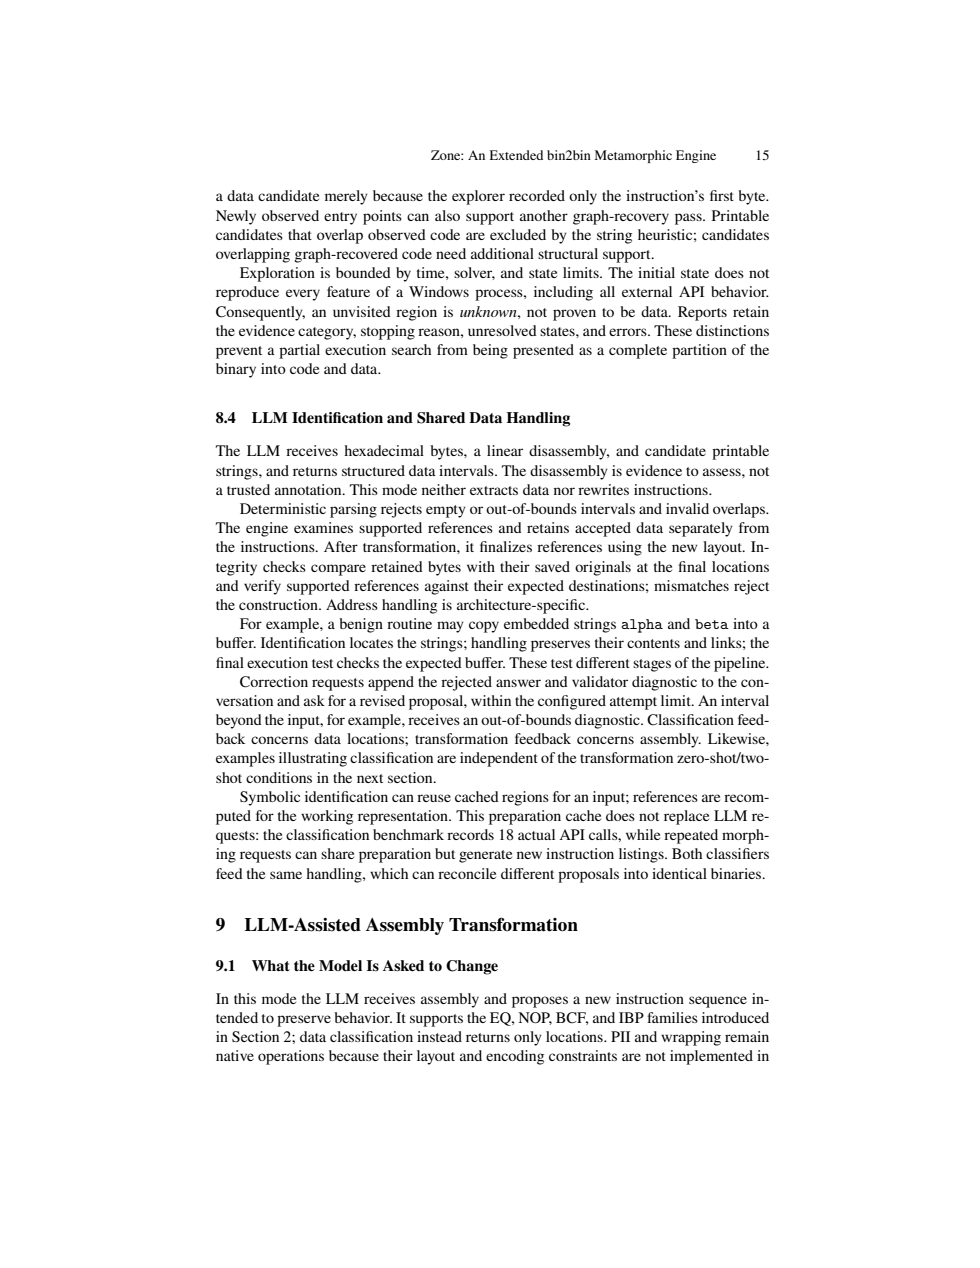 Zone: An Extended bin2bin Metamorphic Engine 15
a data candidate merely because the explorer recorded only the instruction’s first byte.
Newly observed entry points can also support another graph-recovery pass. Printable
candidates that overlap observed code are excluded by the string heuristic; candidates
overlapping graph-recovered code need additional structural support.
Exploration is bounded by time, solver, and state limits. The initial state does not
reproduce every feature of a Windows process, including all external API behavior.
Consequently, an unvisited region is unknown, not proven to be data. Reports retain
the evidence category, stopping reason, unresolved states, and errors. These distinctions
prevent a partial execution search from being presented as a complete partition of the
binary into code and data.
8.4 LLM Identification and Shared Data Handling
The LLM receives hexadecimal bytes, a linear disassembly, and candidate printable
strings, and returns structured data intervals. The disassembly is evidence to assess, not
a trusted annotation. This mode neither extracts data nor rewrites instructions.
Deterministic parsing rejects empty or out-of-bounds intervals and invalid overlaps.
The engine examines supported references and retains accepted data separately from
the instructions. After transformation, it finalizes references using the new layout. In-
tegrity checks compare retained bytes with their saved originals at the final locations
and verify supported references against their expected destinations; mismatches reject
the construction. Address handling is architecture-specific.
For example, a benign routine may copy embedded strings alpha and beta into a
buffer. Identification locates the strings; handling preserves their contents and links; the
final execution test checks the expected buffer. These test different stages of the pipeline.
Correction requests append the rejected answer and validator diagnostic to the con-
versation and ask for a revised proposal, within the configured attempt limit. An interval
beyond the input, for example, receives an out-of-bounds diagnostic. Classification feed-
back concerns data locations; transformation feedback concerns assembly. Likewise,
examples illustrating classification are independent of the transformation zero-shot/two-
shot conditions in the next section.
Symbolic identification can reuse cached regions for an input; references are recom-
puted for the working representation. This preparation cache does not replace LLM re-
quests: the classification benchmark records 18 actual API calls, while repeated morph-
ing requests can share preparation but generate new instruction listings. Both classifiers
feed the same handling, which can reconcile different proposals into identical binaries.
9 LLM-Assisted Assembly Transformation
9.1 What the Model Is Asked to Change
In this mode the LLM receives assembly and proposes a new instruction sequence in-
tended to preserve behavior. It supports the EQ, NOP, BCF, and IBP families introduced
in Section 2; data classification instead returns only locations. PII and wrapping remain
native operations because their layout and encoding constraints are not implemented in